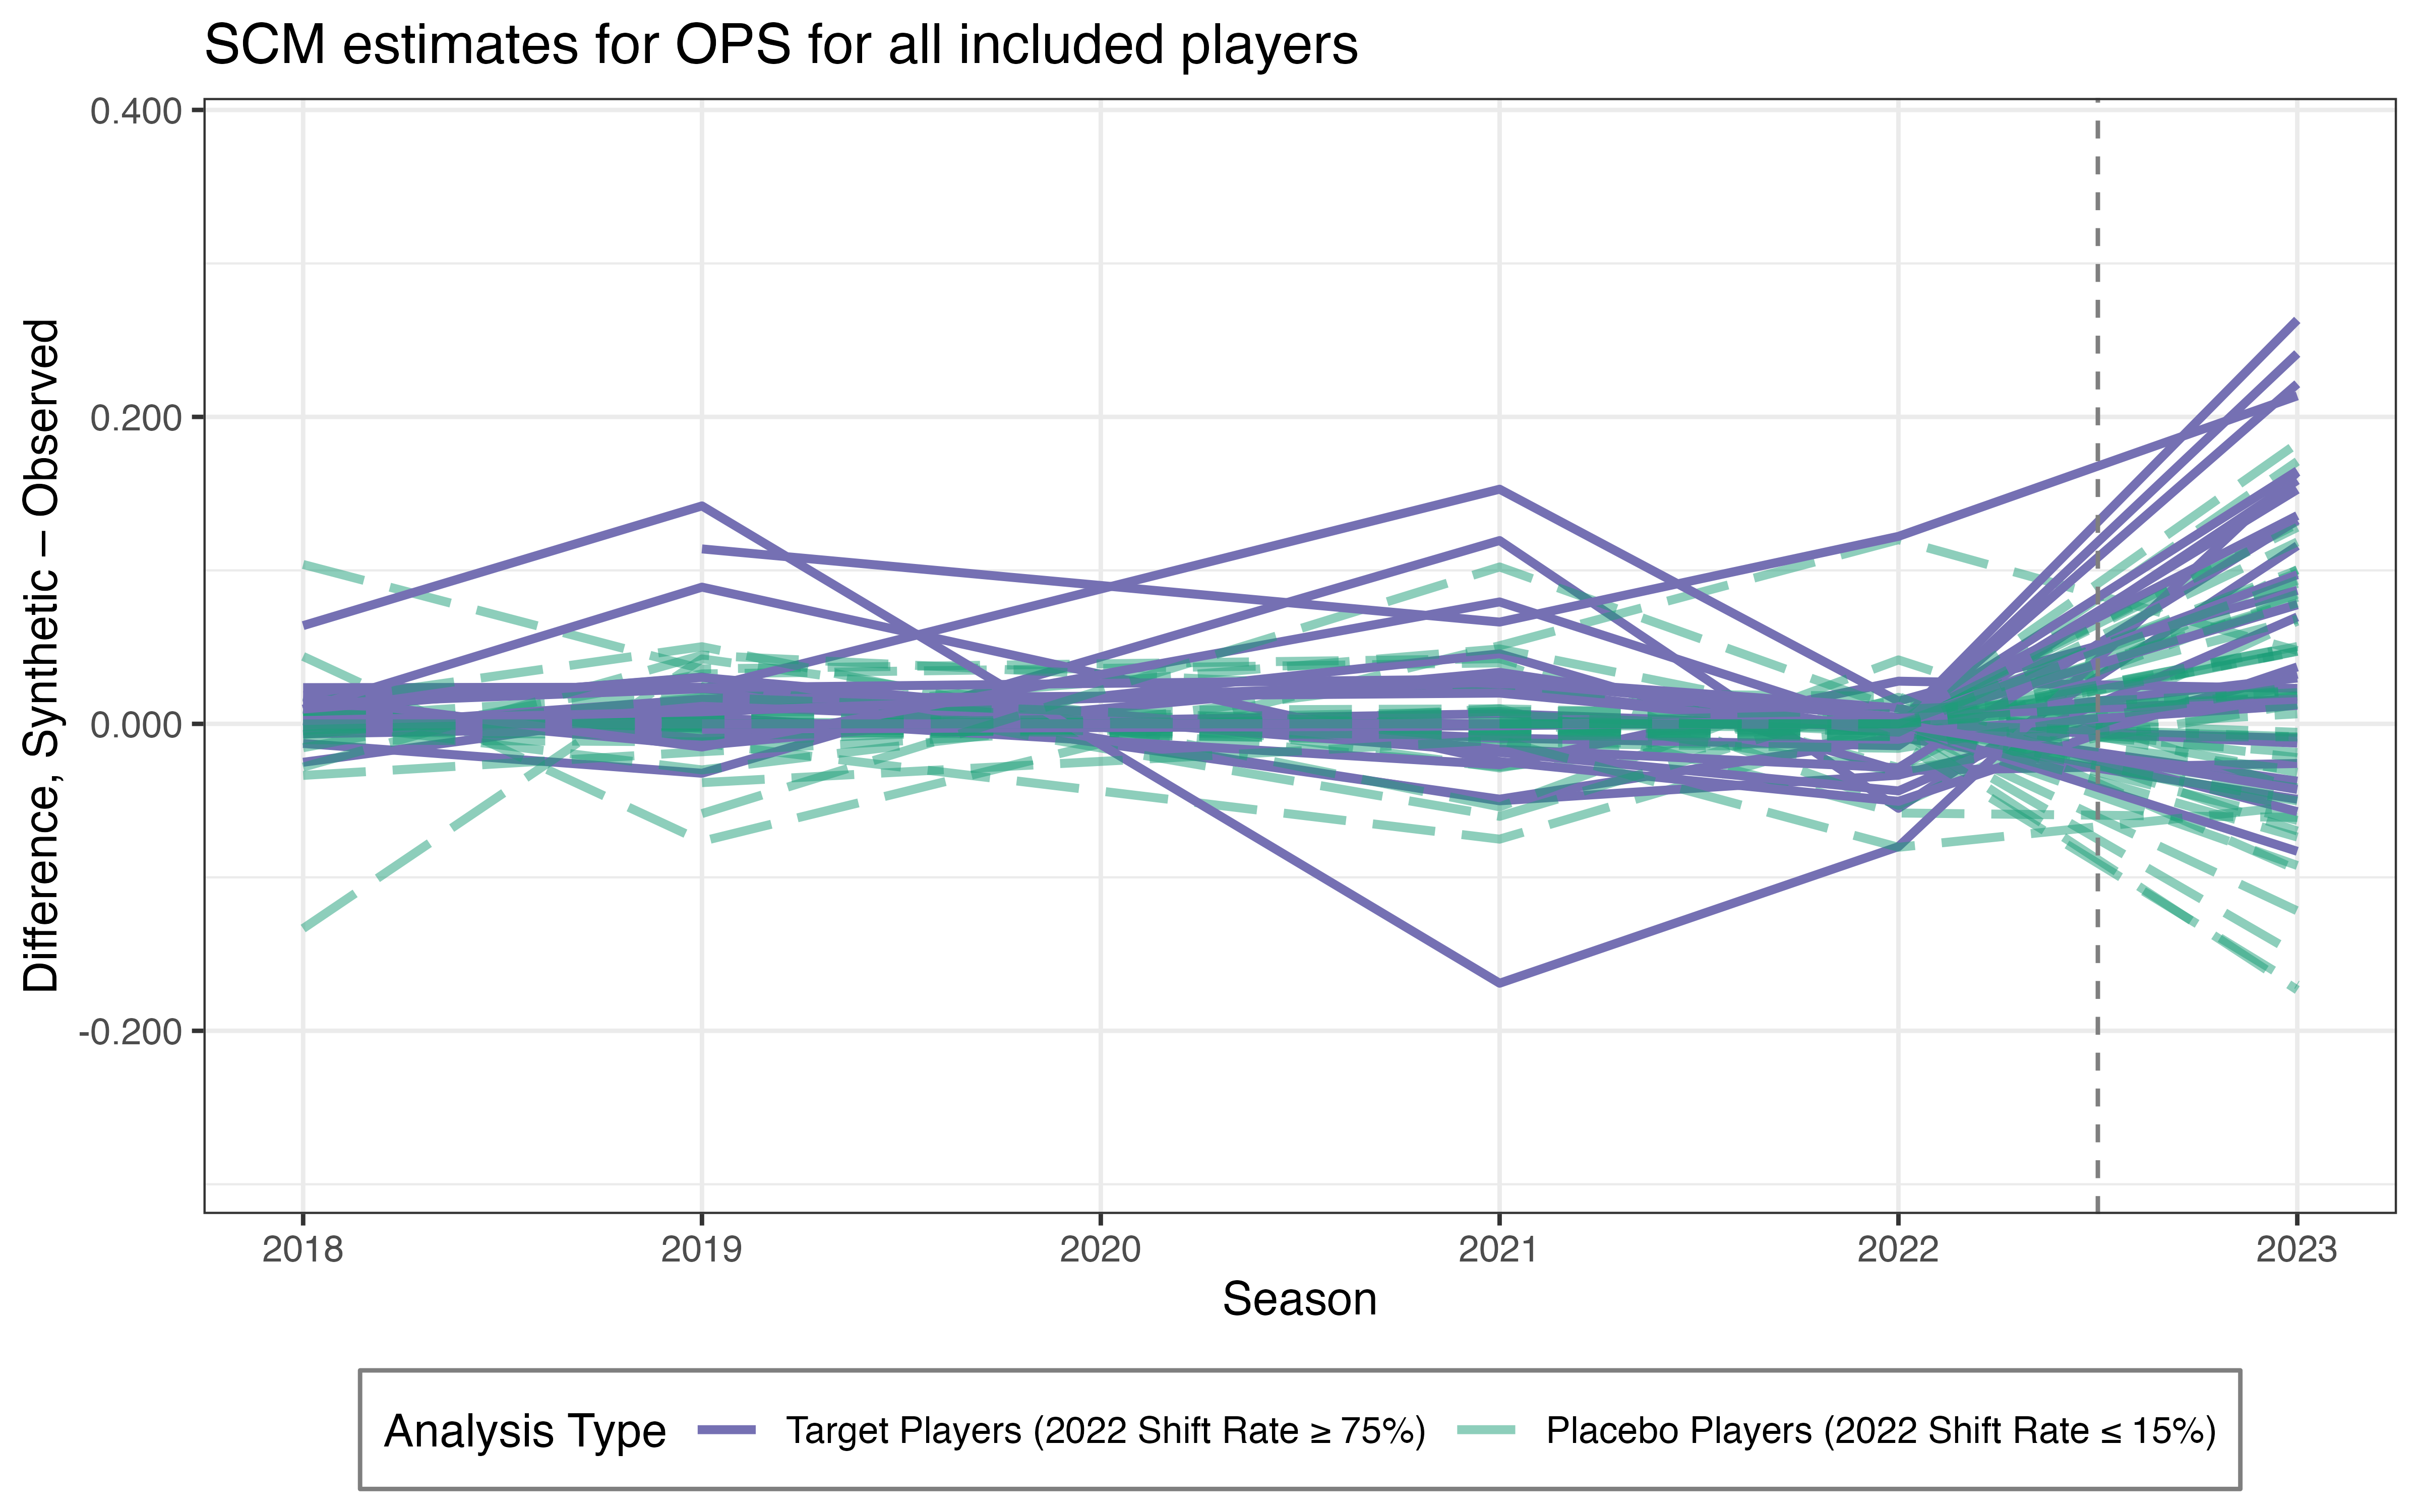 SCM estimates for OPS for all included players
Difference, Synthetic – Observed
0.400
0.200
0.000
-0.200
2018 2019 2020 2021 2022 2023
Season
Analysis Type Target Players (2022 Shift Rate ≥ 75%) Placebo Players (2022 Shift Rate ≤ 15%)